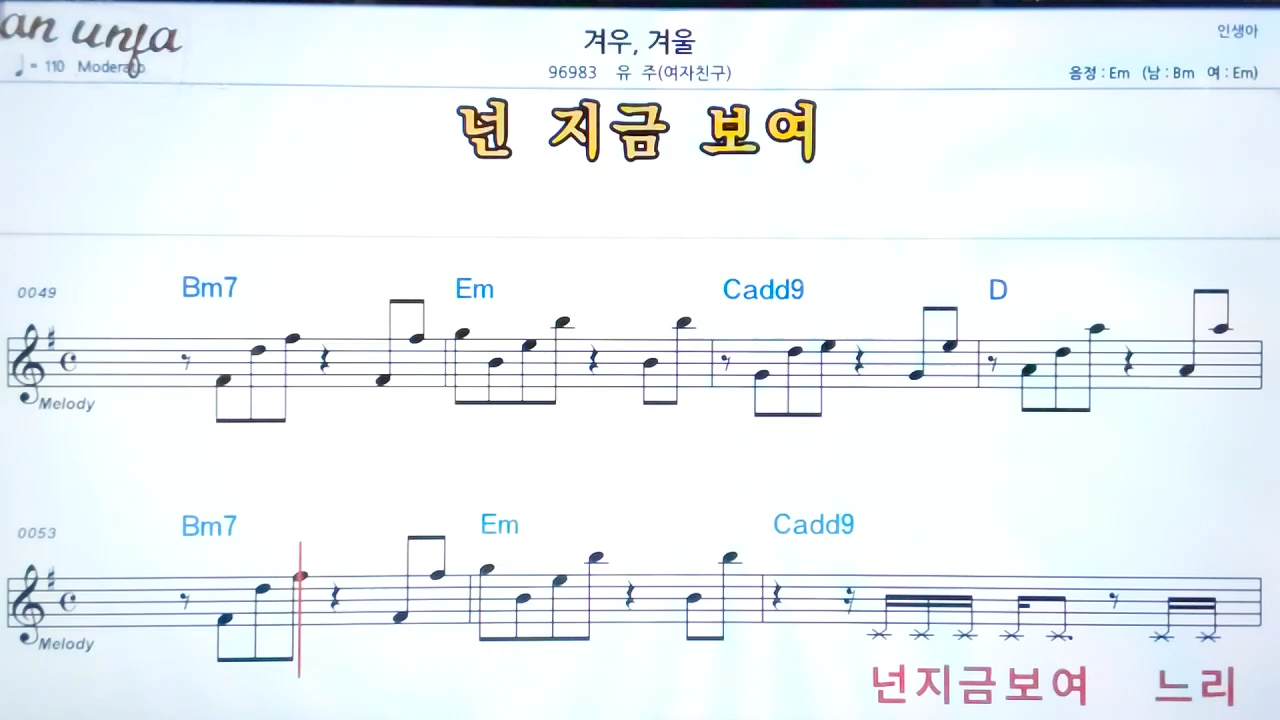 an unfa
♩= 110 Moderato
겨우, 겨울
96983 유 주(여자친구)
인생아
음정 : Em (남 : Bm 여 : Em)
넌 지금 보여
0049 Bm7 Em Cadd9 D
Melody
0053 Bm7 Em Cadd9
Melody
넌지금보여 느리